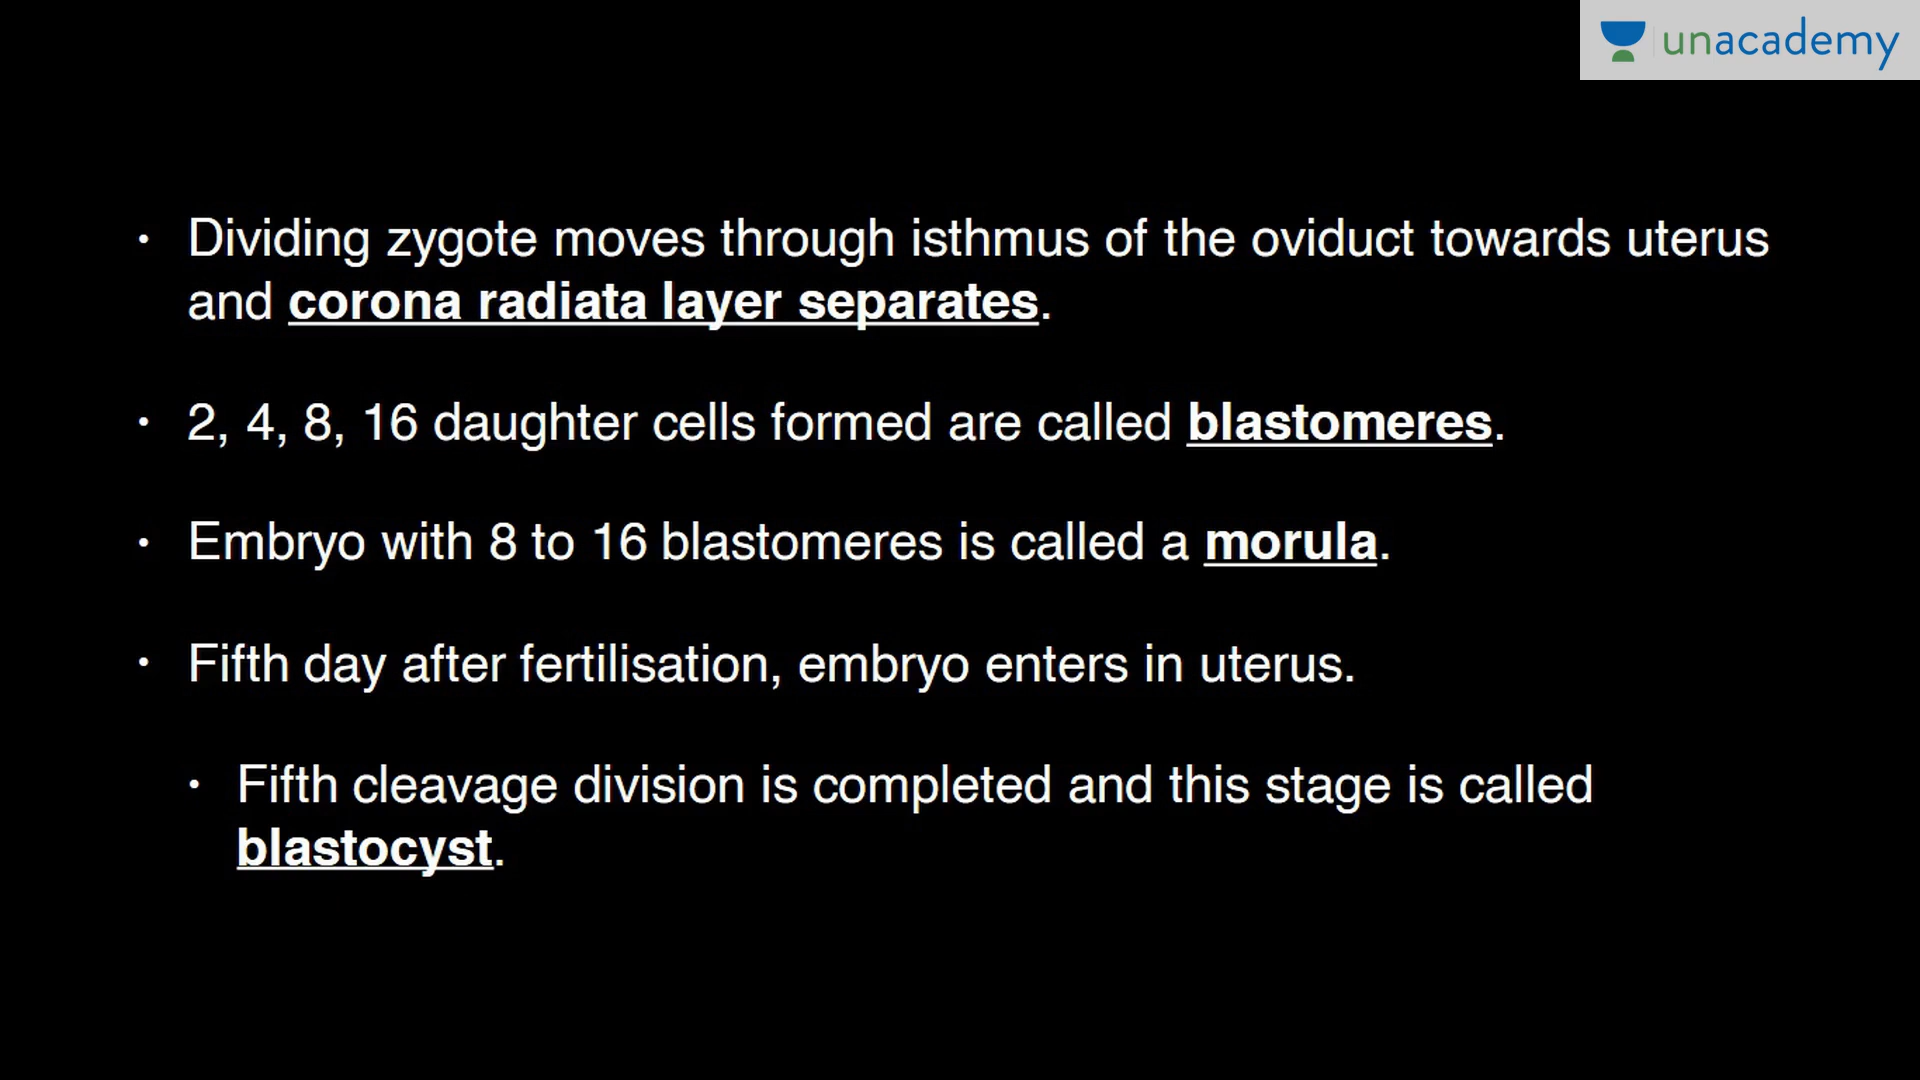 unacademy
• Dividing zygote moves through isthmus of the oviduct towards uterus
and corona radiata layer separates.
• 2, 4, 8, 16 daughter cells formed are called blastomeres.
• Embryo with 8 to 16 blastomeres is called a morula.
• Fifth day after fertilisation, embryo enters in uterus.
• Fifth cleavage division is completed and this stage is called
blastocyst.